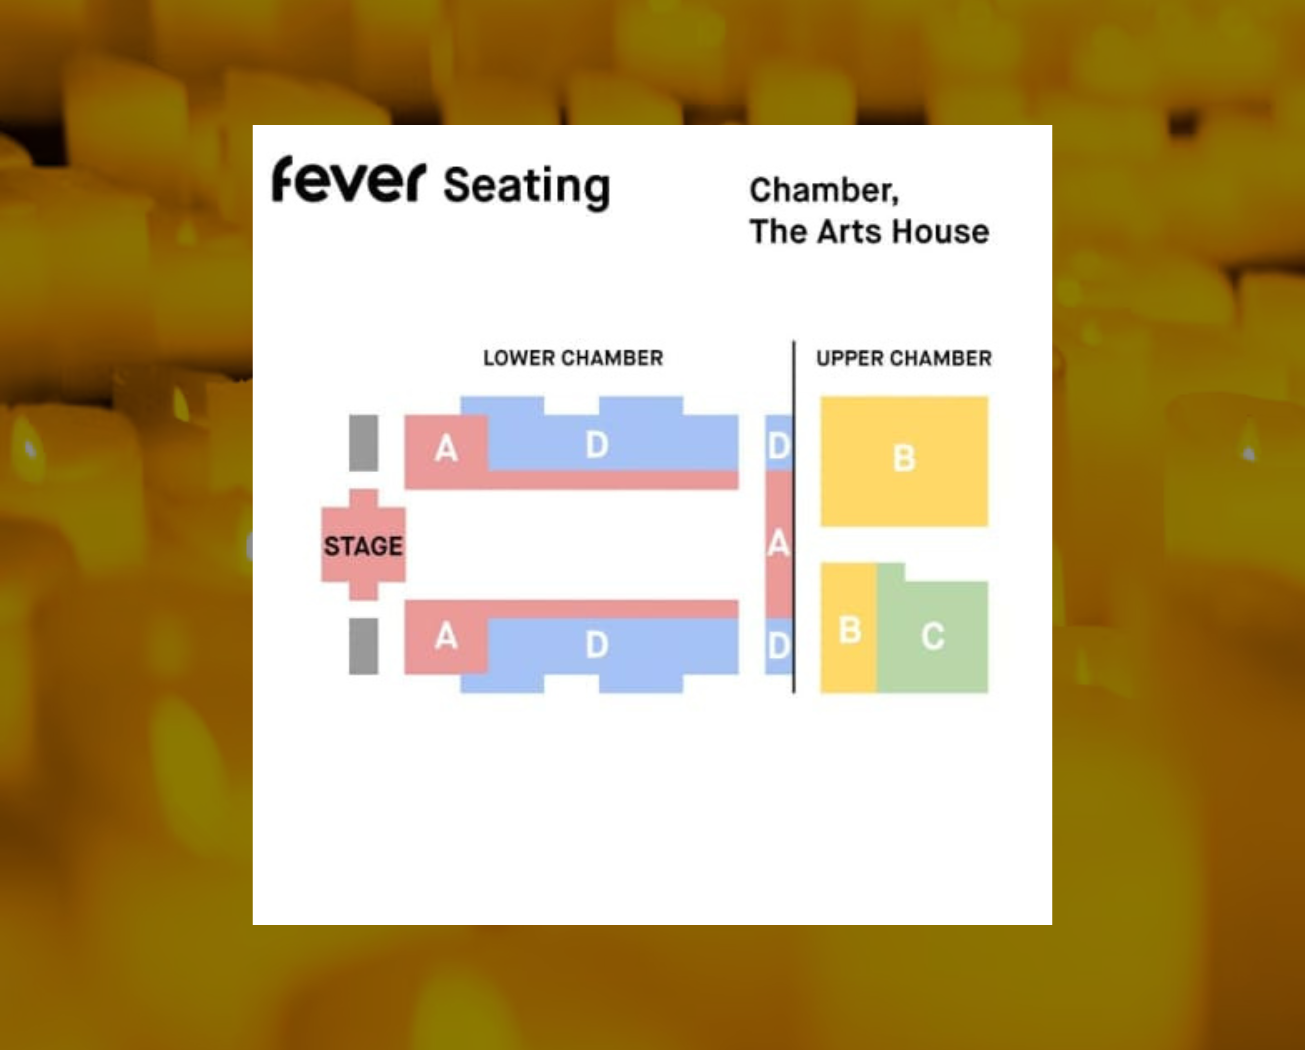 fever Seating
Chamber,
The Arts House
LOWER CHAMBER
UPPER CHAMBER
A
D
D
B
STAGE
A
A
D
D
B
C